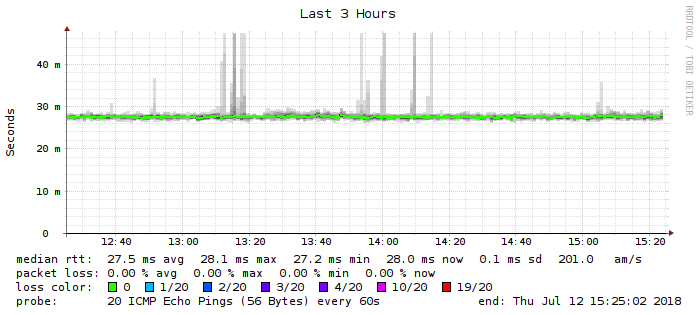 Last 3 Hours
RRDTOOL / TOBI OETIKER
Seconds
40 m
30 m
20 m
10 m
0
12:40 13:00 13:20 13:40 14:00 14:20 14:40 15:00 15:20
median rtt: 27.5 ms avg 28.1 ms max 27.2 ms min 28.0 ms now 0.1 ms sd 201.0 am/s
packet loss: 0.00 % avg 0.00 % max 0.00 % min 0.00 % now
loss color: 0 1/20 2/20 3/20 4/20 10/20 19/20
probe: 20 ICMP Echo Pings (56 Bytes) every 60s end: Thu Jul 12 15:25:02 2018